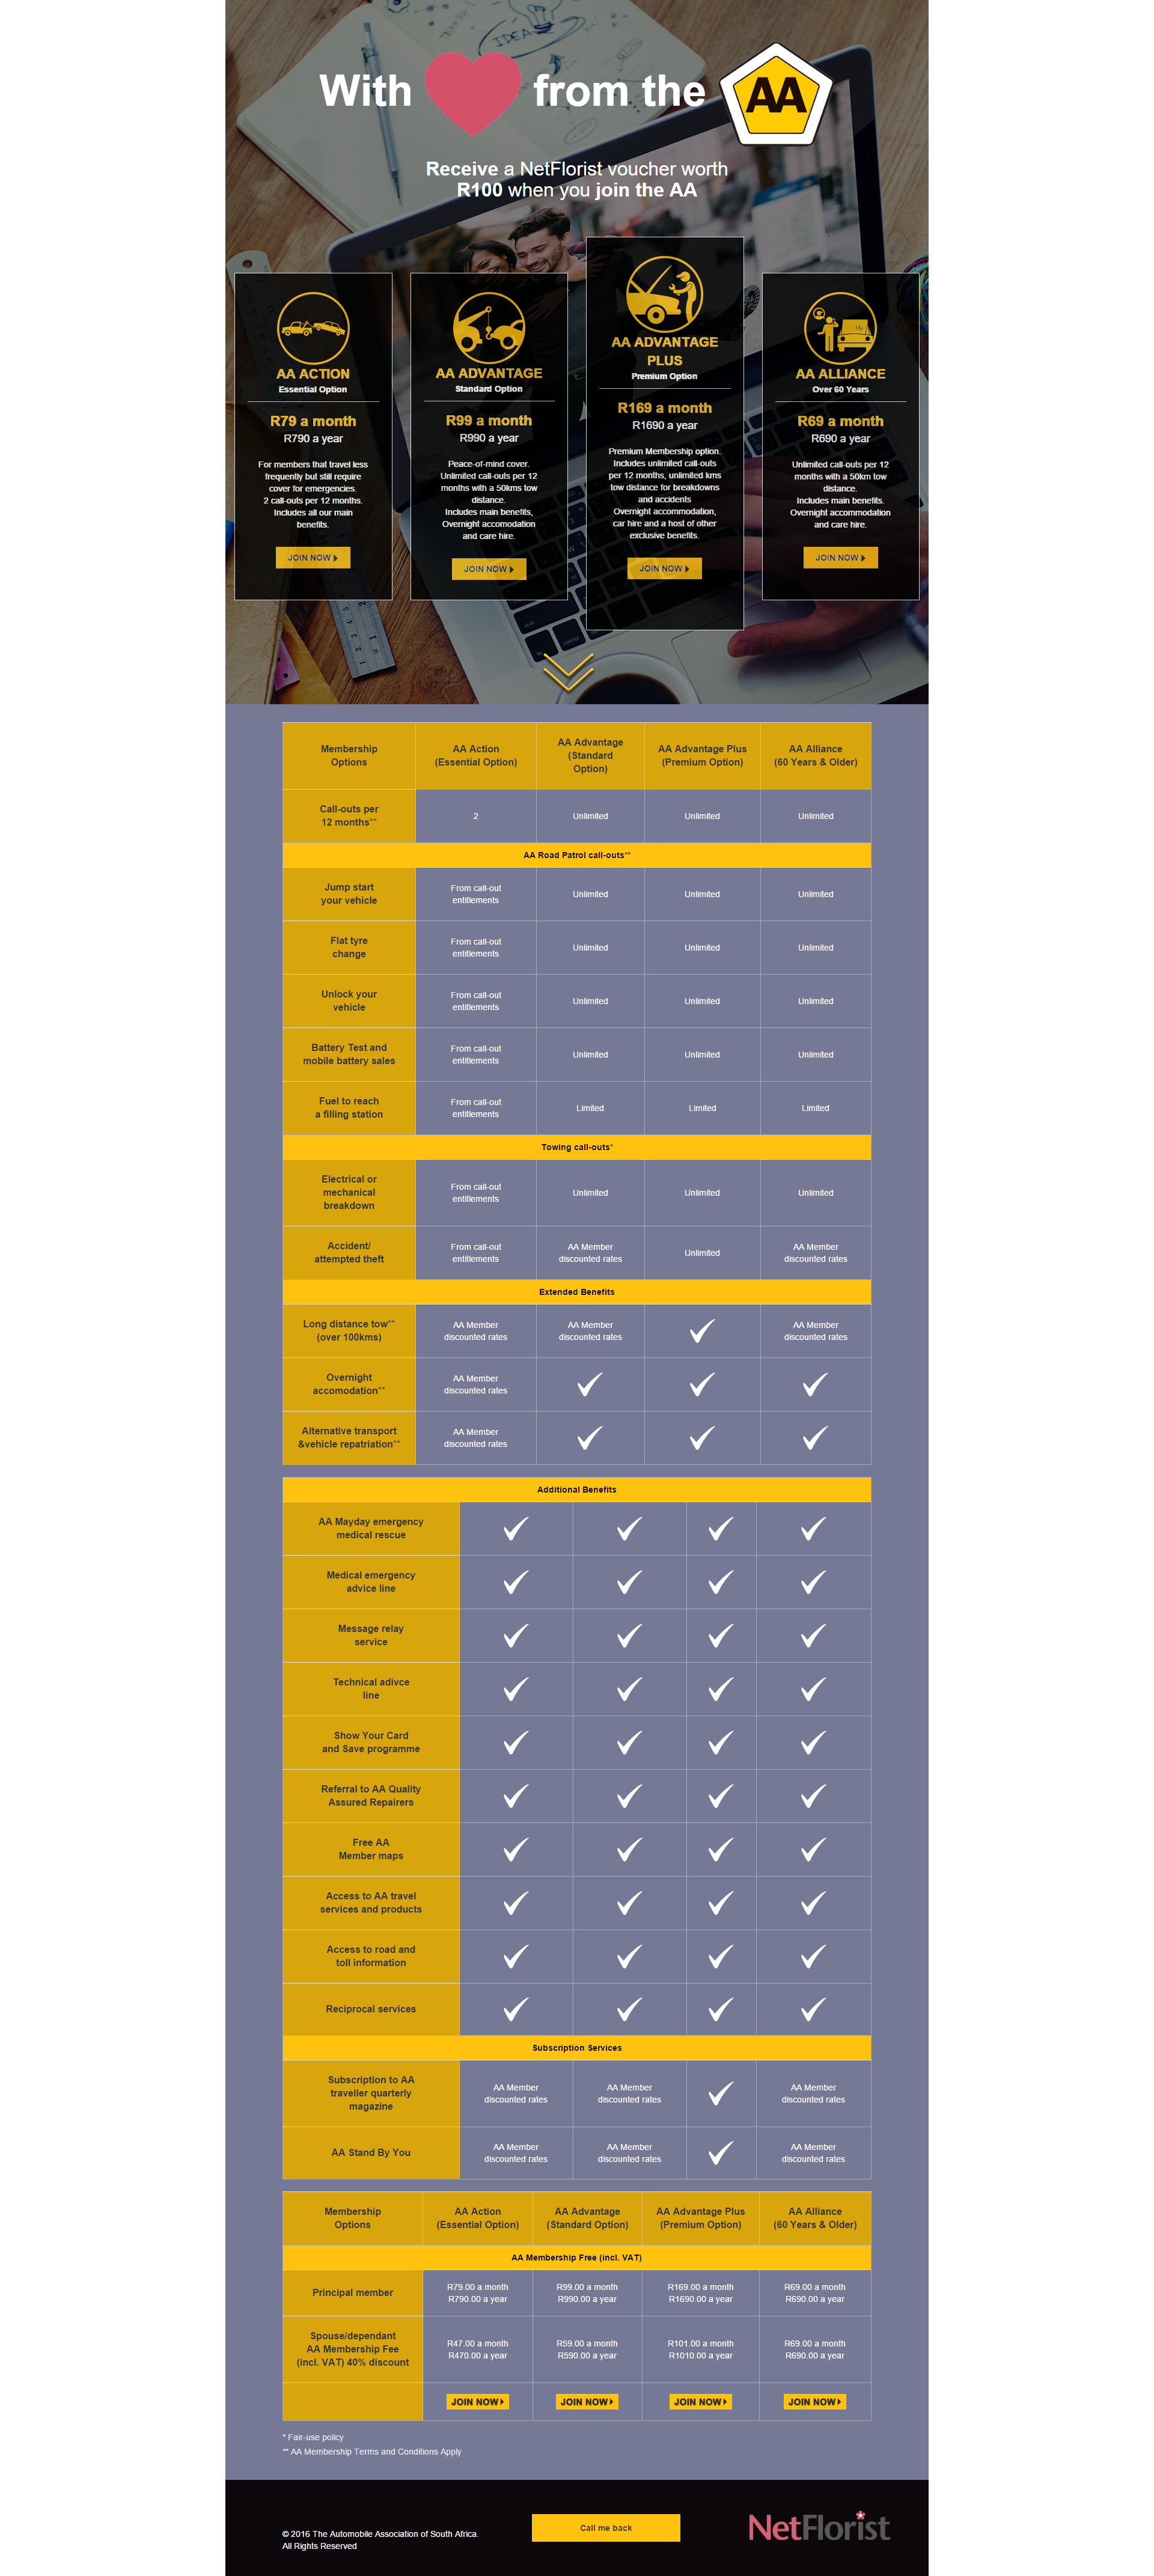 With from the AA
Receive a NetFlorist voucher worth
R100 when you join the AA
AA ACTION
Essential Option
R79 a month
R790 a year
For members that travel less
frequently but still require
cover for emergencies.
2 call-outs per 12 months.
Includes all our main
benefits.
JOIN NOW
AA ADVANTAGE
Standard Option
R99 a month
R990 a year
Peace-of-mind cover.
Unlimited call-outs per 12
months with a 50kms tow
distance.
Includes main benefits,
Overnight accomodation
and care hire.
JOIN NOW
AA ADVANTAGE
PLUS
Premium Option
R169 a month
R1690 a year
Premium Membership option.
Includes unlimited call-outs
per 12 months, unlimited kms
tow distance for breakdowns
and accidents
Overnight accommodation,
car hire and a host of other
exclusive benefits.
JOIN NOW
AA ALLIANCE
Over 60 Years
R69 a month
R690 a year
Unlimited call-outs per 12
months with a 50km tow
distance.
Includes main benefits.
Overnight accommodation
and care hire.
JOIN NOW
Membership
Options
AA Action
(Essential Option)
AA Advantage
(Standard
Option)
AA Advantage Plus
(Premium Option)
AA Alliance
(60 Years & Older)
Call-outs per
12 months**
2
Unlimited
Unlimited
Unlimited
AA Road Patrol call-outs**
Jump start
your vehicle
From call-out
entitlements
Unlimited
Unlimited
Unlimited
Flat tyre
change
From call-out
entitlements
Unlimited
Unlimited
Unlimited
Unlock your
vehicle
From call-out
entitlements
Unlimited
Unlimited
Unlimited
Battery Test and
mobile battery sales
From call-out
entitlements
Unlimited
Unlimited
Unlimited
Fuel to reach
a filling station
From call-out
entitlements
Limited
Limited
Limited
Towing call-outs*
Electrical or
mechanical
breakdown
From call-out
entitlements
Unlimited
Unlimited
Unlimited
Accident/
attempted theft
From call-out
entitlements
AA Member
discounted rates
Unlimited
AA Member
discounted rates
Extended Benefits
Long distance tow**
(over 100kms)
AA Member
discounted rates
AA Member
discounted rates
AA Member
discounted rates
Overnight
accomodation**
AA Member
discounted rates
Alternative transport
&vehicle repatriation**
AA Member
discounted rates
Additional Benefits
AA Mayday emergency
medical rescue
Medical emergency
advice line
Message relay
service
Technical adivce
line
Show Your Card
and Save programme
Referral to AA Quality
Assured Repairers
Free AA
Member maps
Access to AA travel
services and products
Access to road and
toll information
Reciprocal services
Subscription Services
Subscription to AA
traveller quarterly
magazine
AA Member
discounted rates
AA Member
discounted rates
AA Member
discounted rates
AA Stand By You
AA Member
discounted rates
AA Member
discounted rates
AA Member
discounted rates
Membership
Options
AA Action
(Essential Option)
AA Advantage
(Standard Option)
AA Advantage Plus
(Premium Option)
AA Alliance
(60 Years & Older)
AA Membership Free (incl. VAT)
Principal member
R79.00 a month
R790.00 a year
R99.00 a month
R990.00 a year
R169.00 a month
R1690.00 a year
R69.00 a month
R690.00 a year
Spouse/dependant
AA Membership Fee
(incl. VAT) 40% discount
R47.00 a month
R470.00 a year
R59.00 a month
R590.00 a year
R101.00 a month
R1010.00 a year
R69.00 a month
R690.00 a year
JOIN NOW
JOIN NOW
JOIN NOW
JOIN NOW
* Fair-use policy
** AA Membership Terms and Conditions Apply
© 2016 The Automobile Association of South Africa.
All Rights Reserved
Call me back
NetFlorist